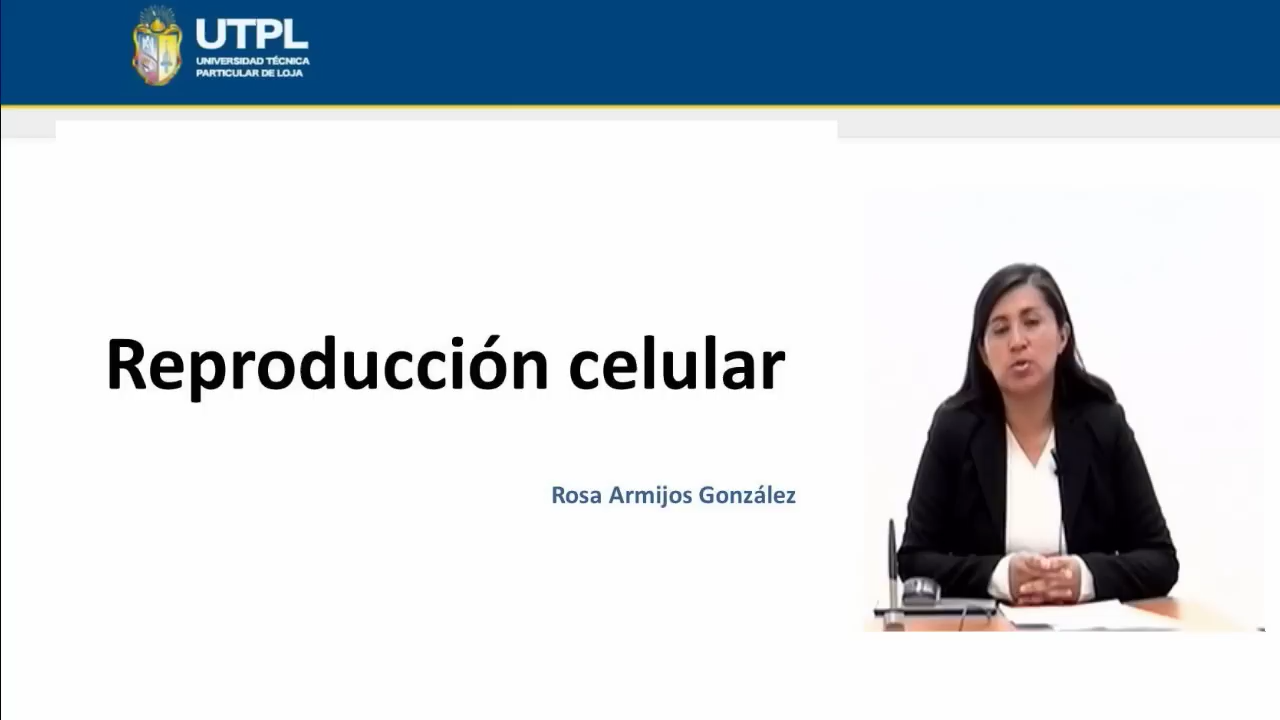 UTPL
UNIVERSIDAD TÉCNICA
PARTICULAR DE LOJA
Reproducción celular
Rosa Armijos González